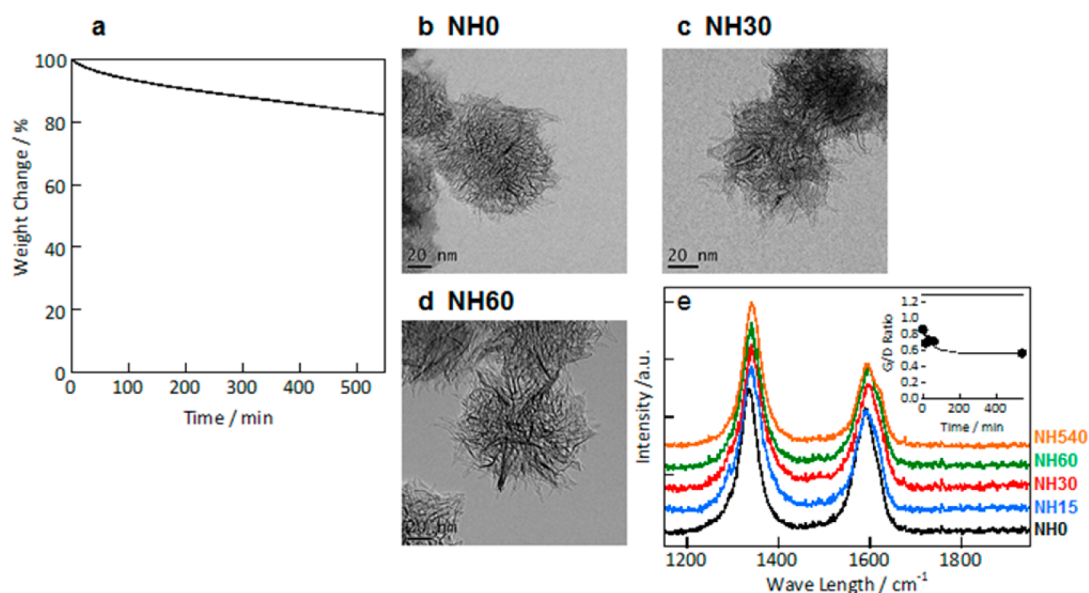 a
100
80
60
40
20
0
Weight Change / %
0 100 200 300 400 500
Time / min
b NH0
20 nm
c NH30
20 nm
d NH60
20 nm
e
Intensity /a.u.
1200 1400 1600 1800
Wave Length / cm⁻¹
NH540
NH60
NH30
NH15
NH0
1.2
1.0
0.8
0.6
0.4
0.2
0.0
G/D Ratio
0 200 400
Time / min